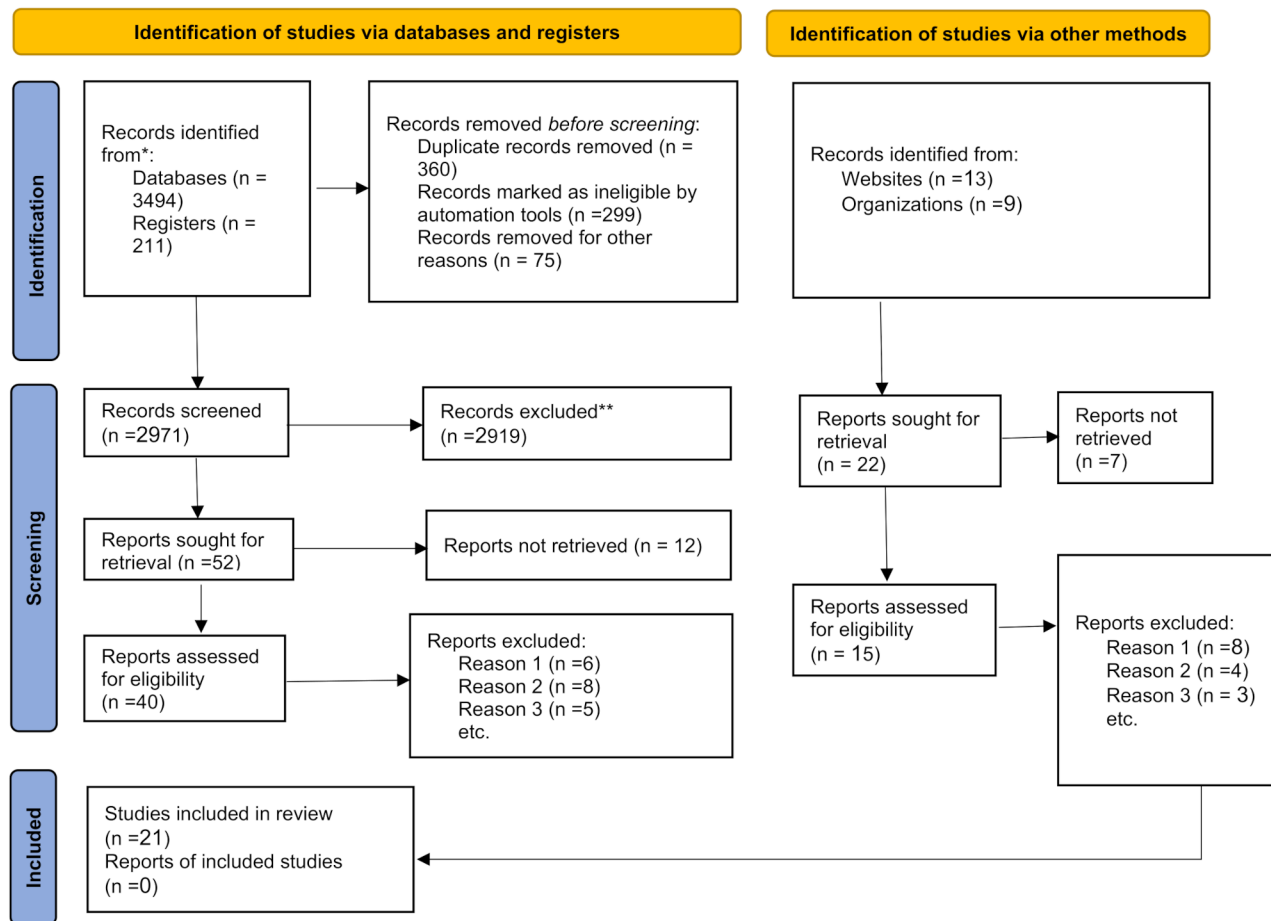 Identification of studies via databases and registers
Identification of studies via other methods
Identification
Records identified
from*:
Databases (n =
3494)
Registers (n =
211)
Records removed before screening:
Duplicate records removed (n =
360)
Records marked as ineligible by
automation tools (n =299)
Records removed for other
reasons (n = 75)
Records identified from:
Websites (n =13)
Organizations (n =9)
Screening
Records screened
(n =2971)
Records excluded**
(n =2919)
Reports sought for
retrieval
(n = 22)
Reports not
retrieved
(n =7)
Reports sought for
retrieval (n =52)
Reports not retrieved (n = 12)
Reports assessed
for eligibility
(n =40)
Reports excluded:
Reason 1 (n =6)
Reason 2 (n =8)
Reason 3 (n =5)
etc.
Reports assessed
for eligibility
(n = 15)
Reports excluded:
Reason 1 (n =8)
Reason 2 (n =4)
Reason 3 (n = 3)
etc.
Included
Studies included in review
(n =21)
Reports of included studies
(n =0)